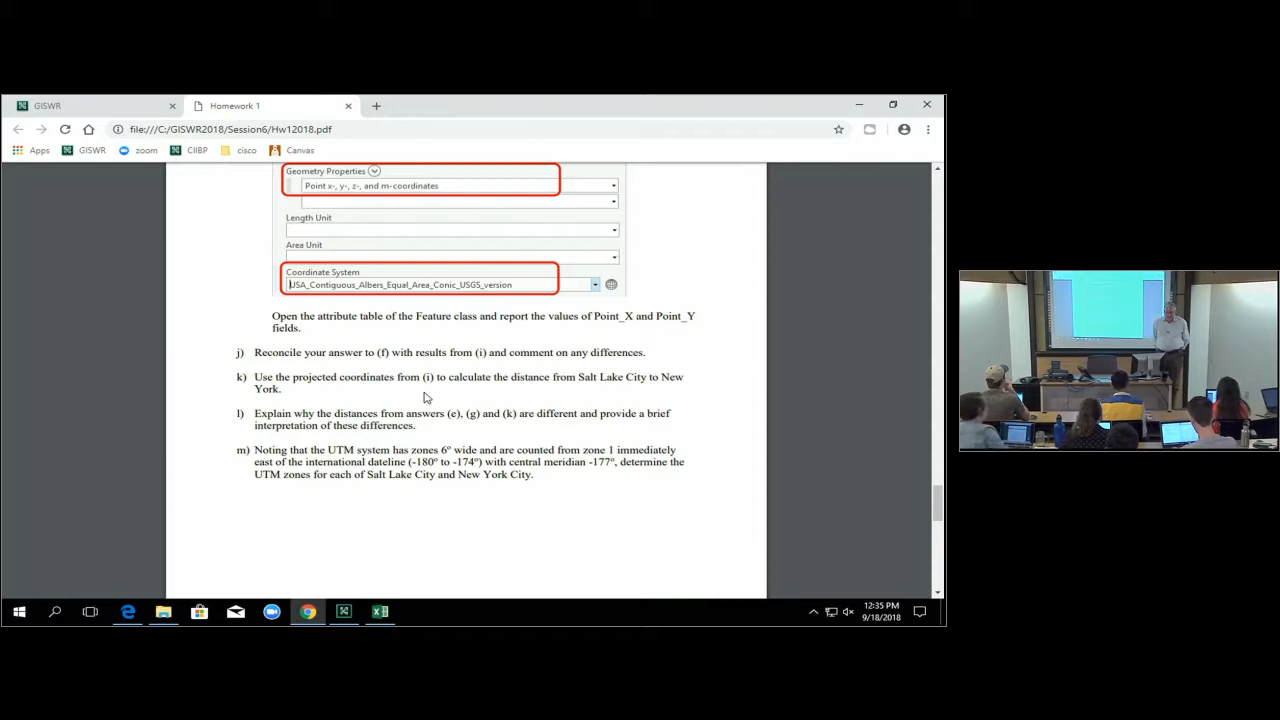 GISWR
Homework 1
file:///C:/GISWR2018/Session6/Hw12018.pdf
Apps GISWR zoom CIIBP cisco Canvas
Geometry Properties
Point x-, y-, z-, and m-coordinates
Length Unit
Area Unit
Coordinate System
USA_Contiguous_Albers_Equal_Area_Conic_USGS_version
Open the attribute table of the Feature class and report the values of Point_X and Point_Y
fields.
j) Reconcile your answer to (f) with results from (i) and comment on any differences.
k) Use the projected coordinates from (i) to calculate the distance from Salt Lake City to New
York.
l) Explain why the distances from answers (e), (g) and (k) are different and provide a brief
interpretation of these differences.
m) Noting that the UTM system has zones 6º wide and are counted from zone 1 immediately
east of the international dateline (-180º to -174º) with central meridian -177º, determine the
UTM zones for each of Salt Lake City and New York City.
12:35 PM
9/18/2018